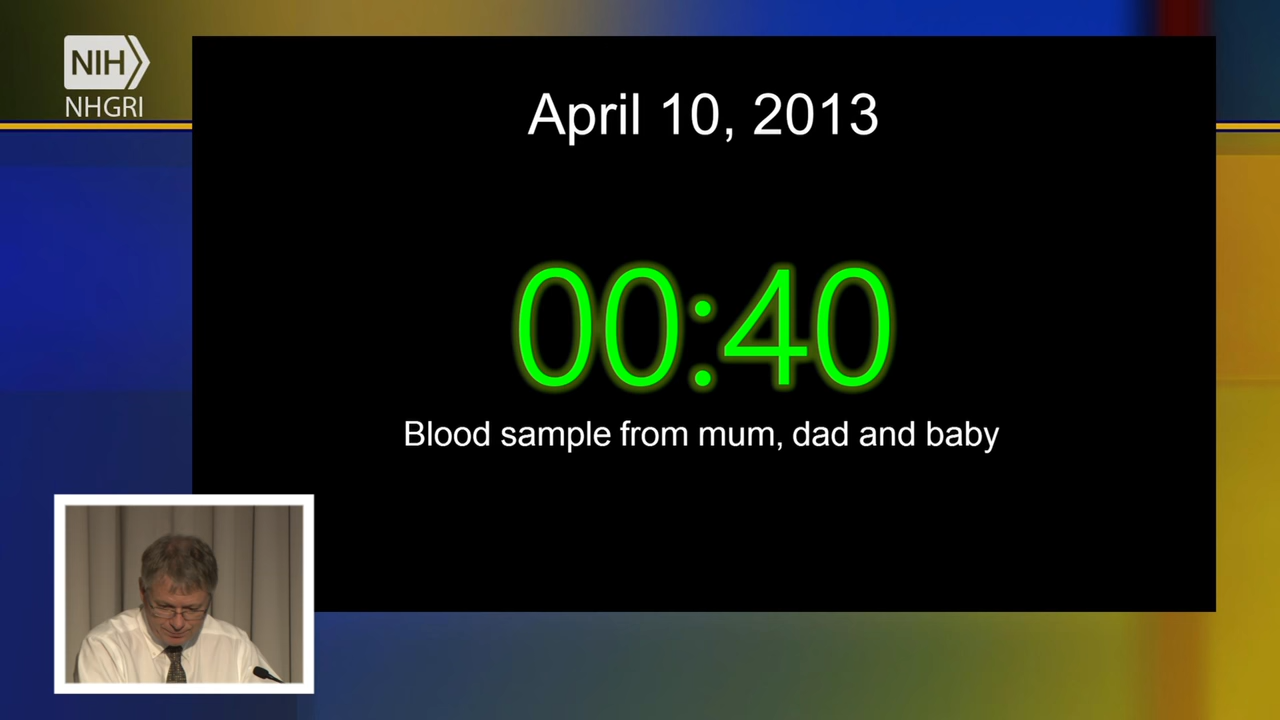 NIH
NHGRI
April 10, 2013
00:40
Blood sample from mum, dad and baby